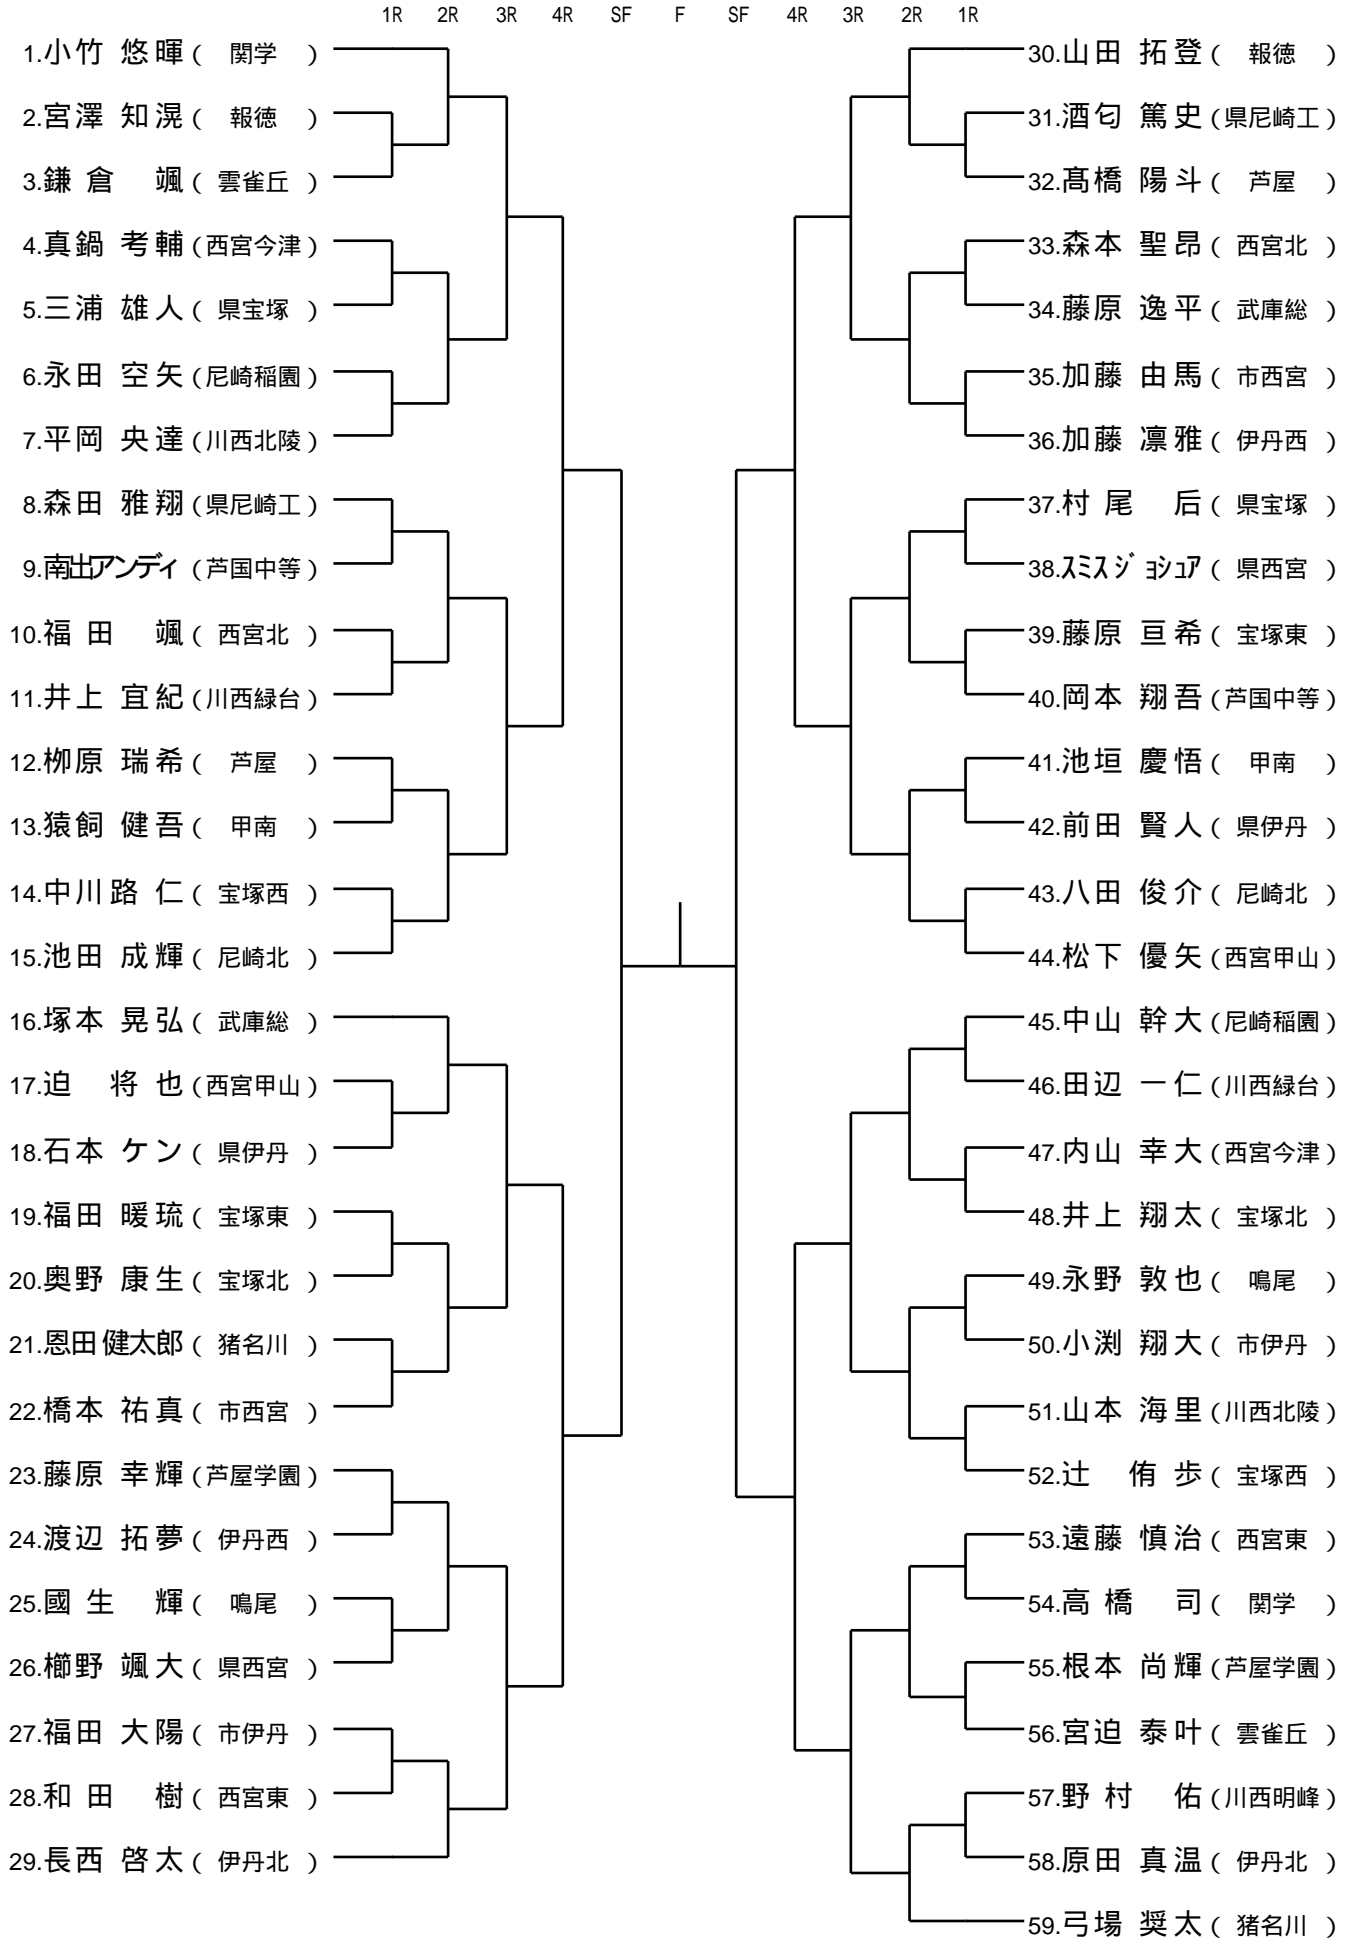 1R 2R 3R 4R SF F SF 4R 3R 2R 1R
1.小竹 悠暉 ( 関学 )
2.宮澤 知滉 ( 報徳 )
3.鎌倉 颯 ( 雲雀丘 )
4.真鍋 考輔 (西宮今津)
5.三浦 雄人 ( 県宝塚 )
6.永田 空矢 (尼崎稲園)
7.平岡 央達 (川西北陵)
8.森田 雅翔 (県尼崎工)
9.南出アンディ (芦国中等)
10.福田 颯 ( 西宮北 )
11.井上 宜紀 (川西緑台)
12.栁原 瑞希 ( 芦屋 )
13.猿飼 健吾 ( 甲南 )
14.中川路 仁 ( 宝塚西 )
15.池田 成輝 ( 尼崎北 )
16.塚本 晃弘 ( 武庫総 )
17.迫 将也 (西宮甲山)
18.石本 ケン ( 県伊丹 )
19.福田 暖琉 ( 宝塚東 )
20.奥野 康生 ( 宝塚北 )
21.恩田健太郎 ( 猪名川 )
22.橋本 祐真 ( 市西宮 )
23.藤原 幸輝 (芦屋学園)
24.渡辺 拓夢 ( 伊丹西 )
25.國生 輝 ( 鳴尾 )
26.櫛野 颯大 ( 県西宮 )
27.福田 大陽 ( 市伊丹 )
28.和田 樹 ( 西宮東 )
29.長西 啓太 ( 伊丹北 )
30.山田 拓登 ( 報徳 )
31.酒匂 篤史 (県尼崎工)
32.髙橋 陽斗 ( 芦屋 )
33.森本 聖昂 ( 西宮北 )
34.藤原 逸平 ( 武庫総 )
35.加藤 由馬 ( 市西宮 )
36.加藤 凛雅 ( 伊丹西 )
37.村尾 后 ( 県宝塚 )
38.ｽﾐｽｼﾞｮｼｭｱ ( 県西宮 )
39.藤原 亘希 ( 宝塚東 )
40.岡本 翔吾 (芦国中等)
41.池垣 慶悟 ( 甲南 )
42.前田 賢人 ( 県伊丹 )
43.八田 俊介 ( 尼崎北 )
44.松下 優矢 (西宮甲山)
45.中山 幹大 (尼崎稲園)
46.田辺 一仁 (川西緑台)
47.内山 幸大 (西宮今津)
48.井上 翔太 ( 宝塚北 )
49.永野 敦也 ( 鳴尾 )
50.小渕 翔大 ( 市伊丹 )
51.山本 海里 (川西北陵)
52.辻 侑歩 ( 宝塚西 )
53.遠藤 慎治 ( 西宮東 )
54.高橋 司 ( 関学 )
55.根本 尚輝 (芦屋学園)
56.宮迫 泰叶 ( 雲雀丘 )
57.野村 佑 (川西明峰)
58.原田 真温 ( 伊丹北 )
59.弓場 奨太 ( 猪名川 )